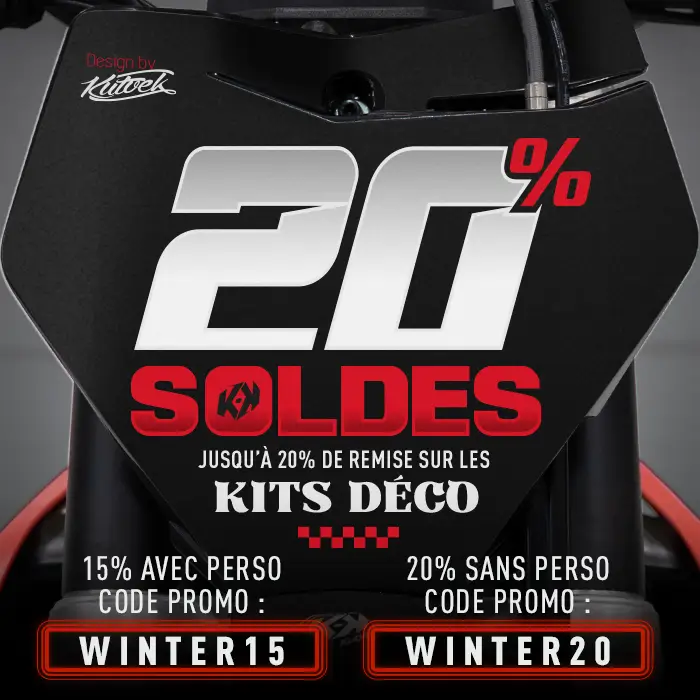 Design by
Kutvek
20%
SOLDES
JUSQU'À 20% DE REMISE SUR LES
KITS DÉCO
15% AVEC PERSO
CODE PROMO :
WINTER15
20% SANS PERSO
CODE PROMO :
WINTER20